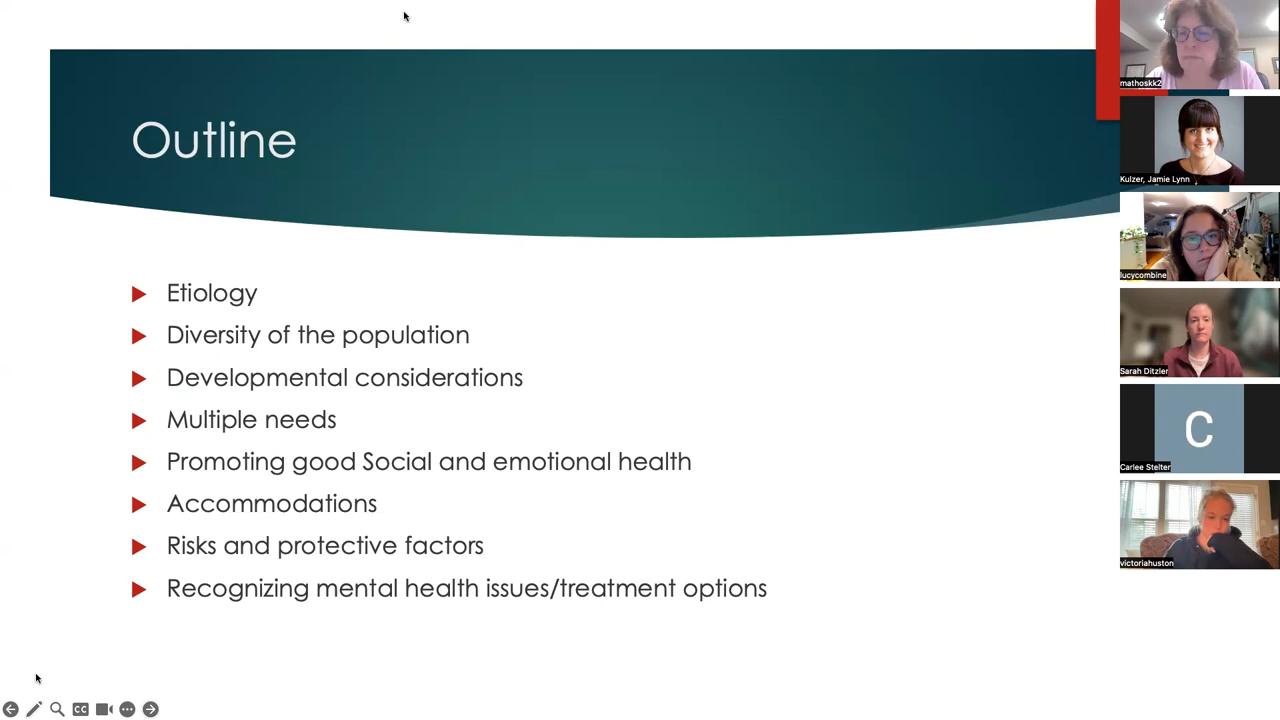 Outline
Etiology
Diversity of the population
Developmental considerations
Multiple needs
Promoting good Social and emotional health
Accommodations
Risks and protective factors
Recognizing mental health issues/treatment options
mathoskk2
Kulzer, Jamie Lynn
lucycombine
Sarah Ditzler
C
Carlee Stelter
victoriahuston
CC